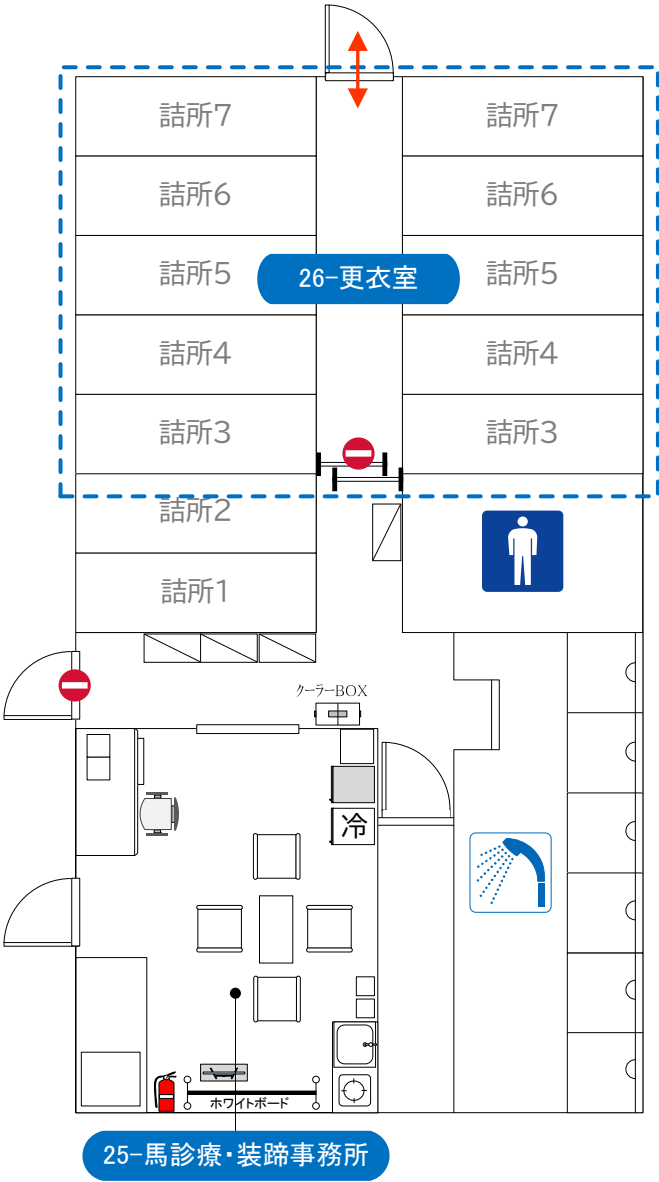 詰所7 詰所7
詰所6 詰所6
詰所5 26-更衣室 詰所5
詰所4 詰所4
詰所3 詰所3
詰所2
詰所1
クーラーBOX
冷
ホワイトボード
25-馬診療・装蹄事務所